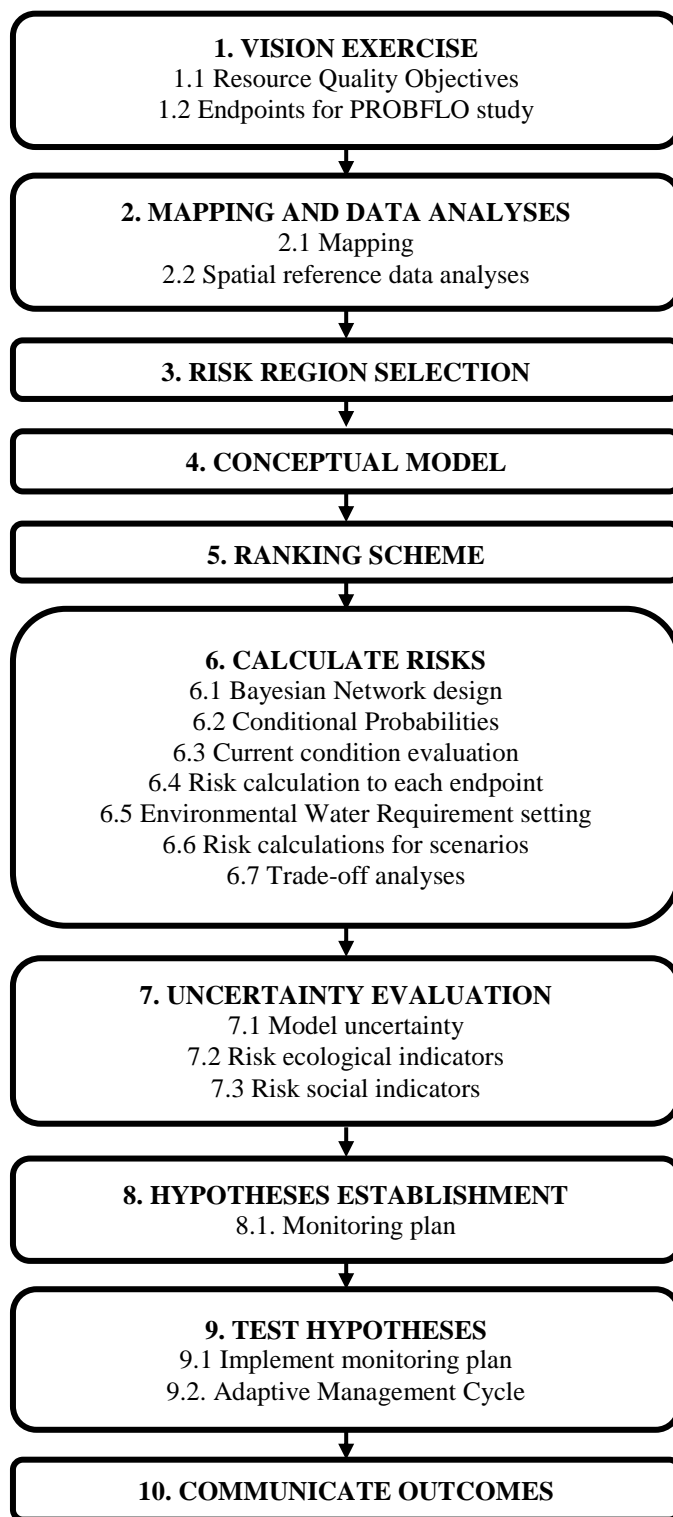 1. VISION EXERCISE
1.1 Resource Quality Objectives
1.2 Endpoints for PROBFLO study
2. MAPPING AND DATA ANALYSES
2.1 Mapping
2.2 Spatial reference data analyses
3. RISK REGION SELECTION
4. CONCEPTUAL MODEL
5. RANKING SCHEME
6. CALCULATE RISKS
6.1 Bayesian Network design
6.2 Conditional Probabilities
6.3 Current condition evaluation
6.4 Risk calculation to each endpoint
6.5 Environmental Water Requirement setting
6.6 Risk calculations for scenarios
6.7 Trade-off analyses
7. UNCERTAINTY EVALUATION
7.1 Model uncertainty
7.2 Risk ecological indicators
7.3 Risk social indicators
8. HYPOTHESES ESTABLISHMENT
8.1. Monitoring plan
9. TEST HYPOTHESES
9.1 Implement monitoring plan
9.2. Adaptive Management Cycle
10. COMMUNICATE OUTCOMES